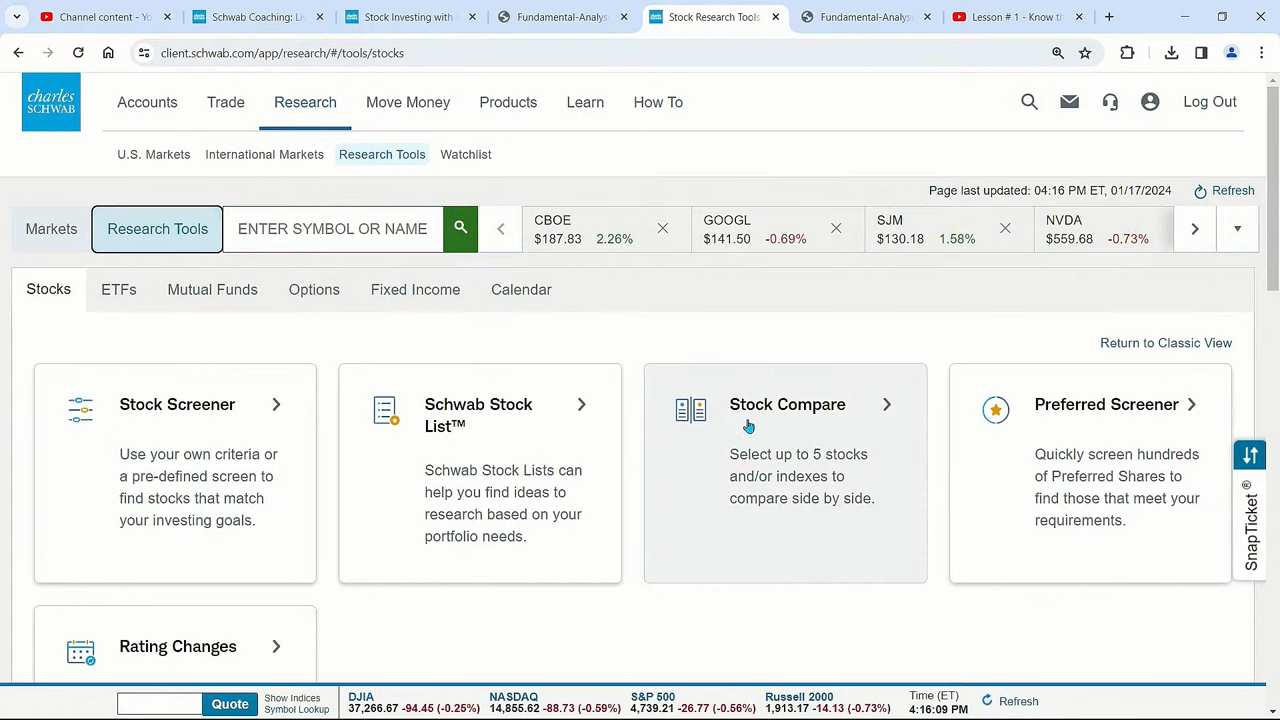 Channel content - Yo
Schwab Coaching: Li
Stock Investing with
Fundamental-Analys
Stock Research Tools
Fundamental-Analys
Lesson # 1 - Know th
client.schwab.com/app/research/#/tools/stocks
charles
SCHWAB
Accounts
Trade
Research
Move Money
Products
Learn
How To
Log Out
U.S. Markets
International Markets
Research Tools
Watchlist
Page last updated: 04:16 PM ET, 01/17/2024
Refresh
Markets
Research Tools
ENTER SYMBOL OR NAME
CBOE
$187.83 2.26%
GOOGL
$141.50 -0.69%
SJM
$130.18 1.58%
NVDA
$559.68 -0.73%
Stocks
ETFs
Mutual Funds
Options
Fixed Income
Calendar
Return to Classic View
Stock Screener
Use your own criteria or
a pre-defined screen to
find stocks that match
your investing goals.
Schwab Stock
List™
Schwab Stock Lists can
help you find ideas to
research based on your
portfolio needs.
Stock Compare
Select up to 5 stocks
and/or indexes to
compare side by side.
Preferred Screener
Quickly screen hundreds
of Preferred Shares to
find those that meet your
requirements.
SnapTicket®
Rating Changes
Quote
Show Indices
Symbol Lookup
DJIA
37,266.67 -94.45 (-0.25%)
NASDAQ
14,855.62 -88.73 (-0.59%)
S&P 500
4,739.21 -26.77 (-0.56%)
Russell 2000
1,913.17 -14.13 (-0.73%)
Time (ET)
4:16:09 PM
Refresh